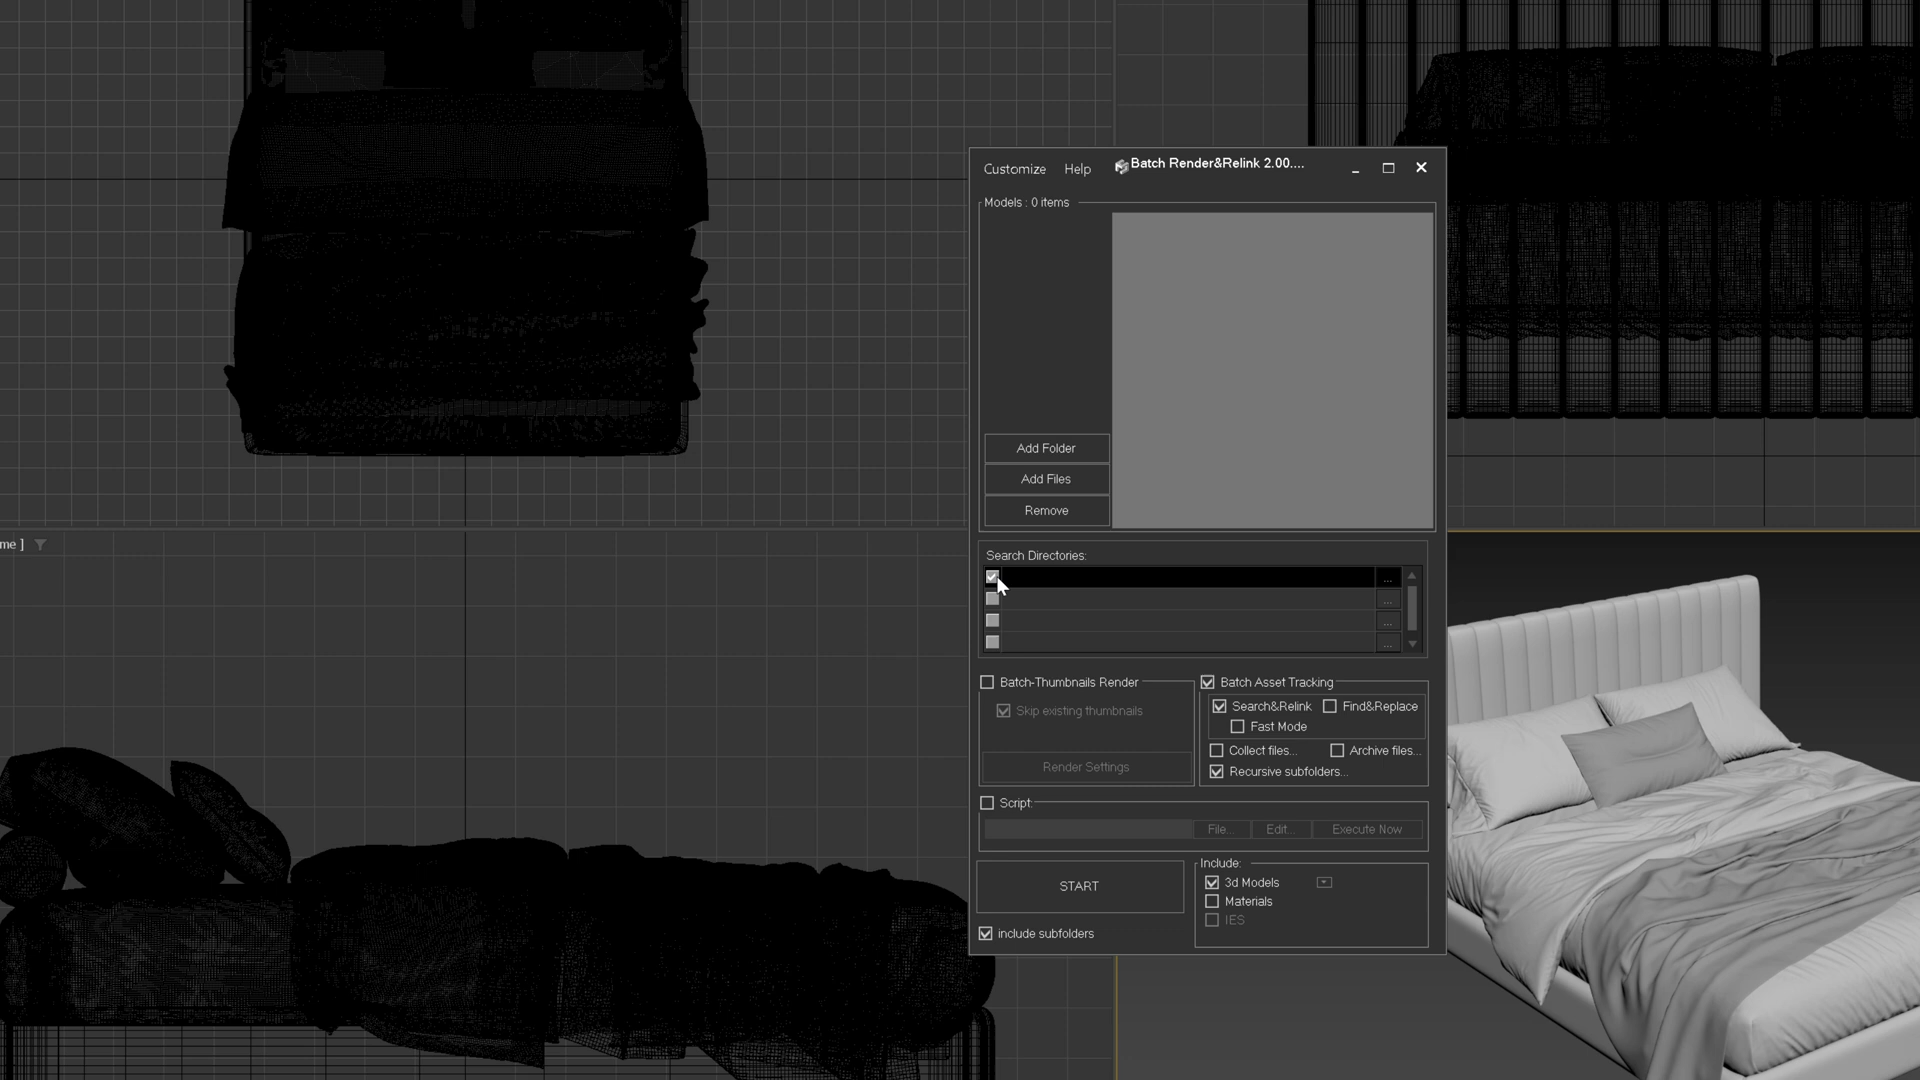 Customize Help Batch Render&Relink 2.00....
Models : 0 items
Add Folder
Add Files
Remove
me ]
Search Directories:
...
...
...
...
Batch-Thumbnails Render
Batch Asset Tracking
Skip existing thumbnails
Search&Relink Find&Replace
Fast Mode
Collect files... Archive files...
Render Settings
Recursive subfolders...
Script:
File... Edit... Execute Now
Include:
START
3d Models
Materials
IES
include subfolders